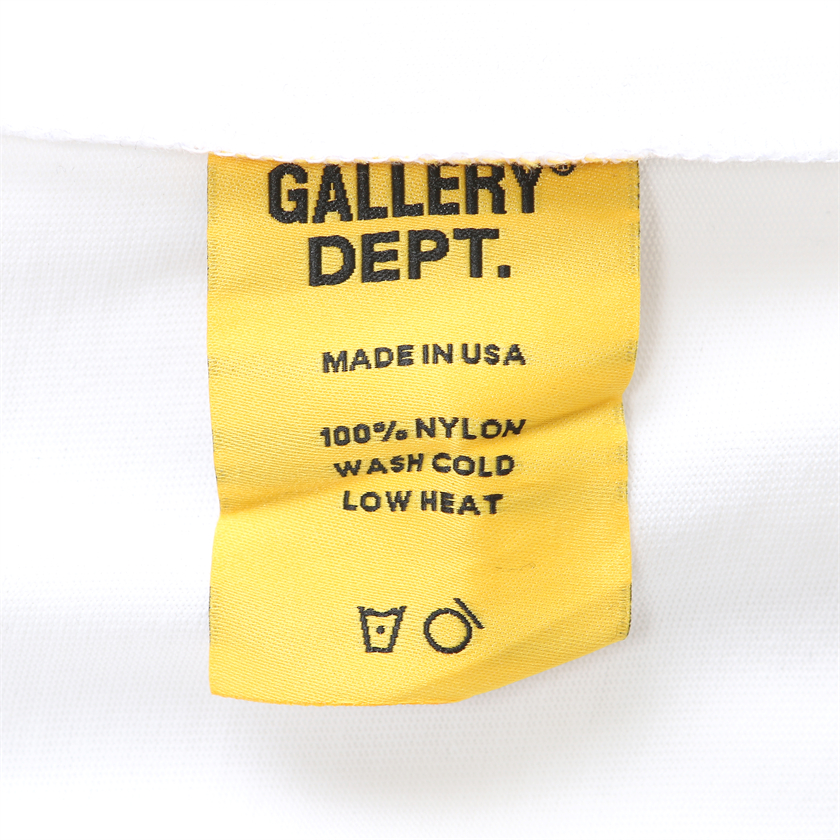 GALLERY®
DEPT.
MADE IN USA
100% NYLON
WASH COLD
LOW HEAT